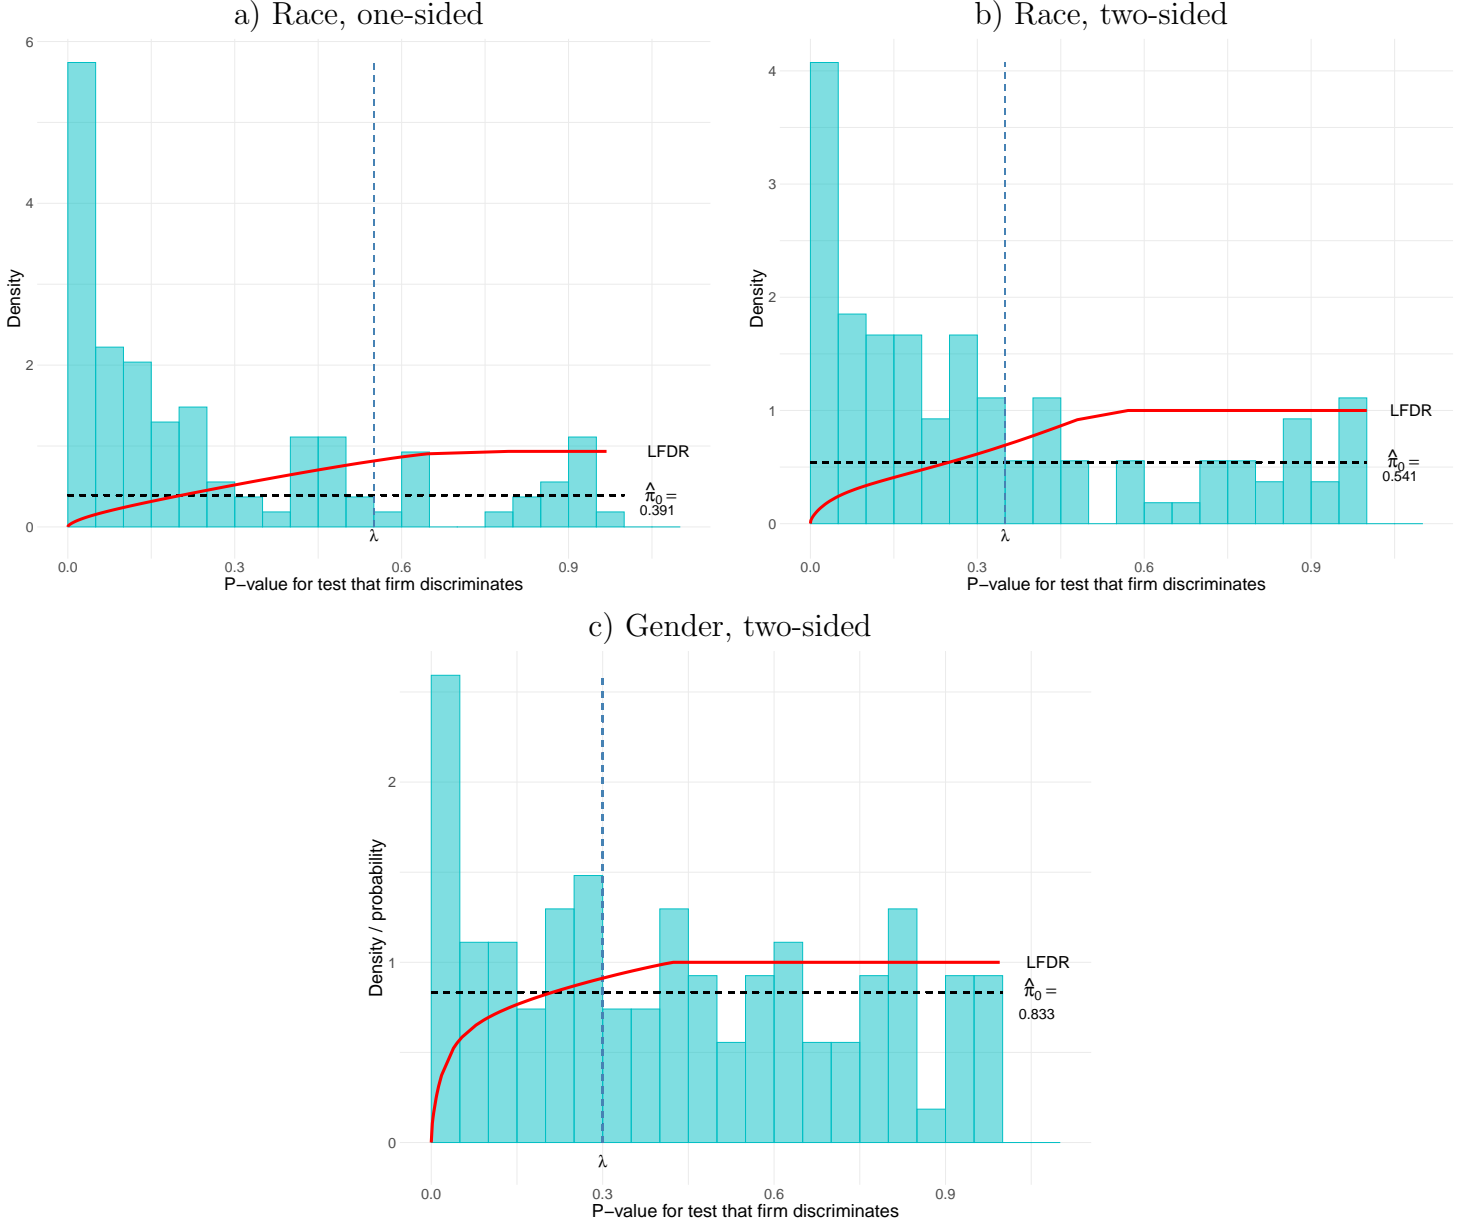 a) Race, one-sided
6
4
2
0
Density
LFDR
π̂0 =
0.391
λ
0.0
0.3
0.6
0.9
P−value for test that firm discriminates
b) Race, two-sided
4
3
2
1
0
Density
LFDR
π̂0 =
0.541
λ
0.0
0.3
0.6
0.9
P−value for test that firm discriminates
c) Gender, two-sided
2
1
0
Density / probability
LFDR
π̂0 =
0.833
λ
0.0
0.3
0.6
0.9
P−value for test that firm discriminates